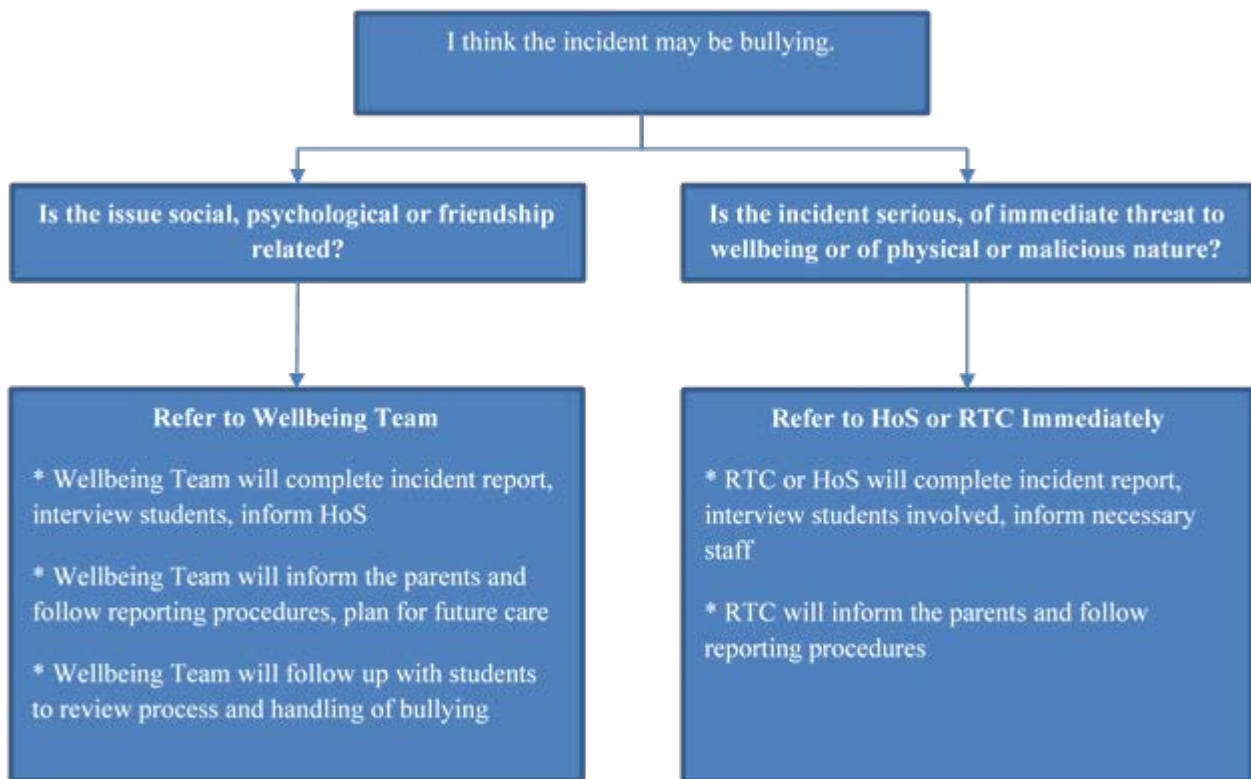 I think the incident may be bullying.
Is the issue social, psychological or friendship
related?
Is the incident serious, of immediate threat to
wellbeing or of physical or malicious nature?
Refer to Wellbeing Team
* Wellbeing Team will complete incident report,
interview students, inform HoS
* Wellbeing Team will inform the parents and
follow reporting procedures, plan for future care
* Wellbeing Team will follow up with students
to review process and handling of bullying
Refer to HoS or RTC Immediately
* RTC or HoS will complete incident report,
interview students involved, inform necessary
staff
* RTC will inform the parents and follow
reporting procedures